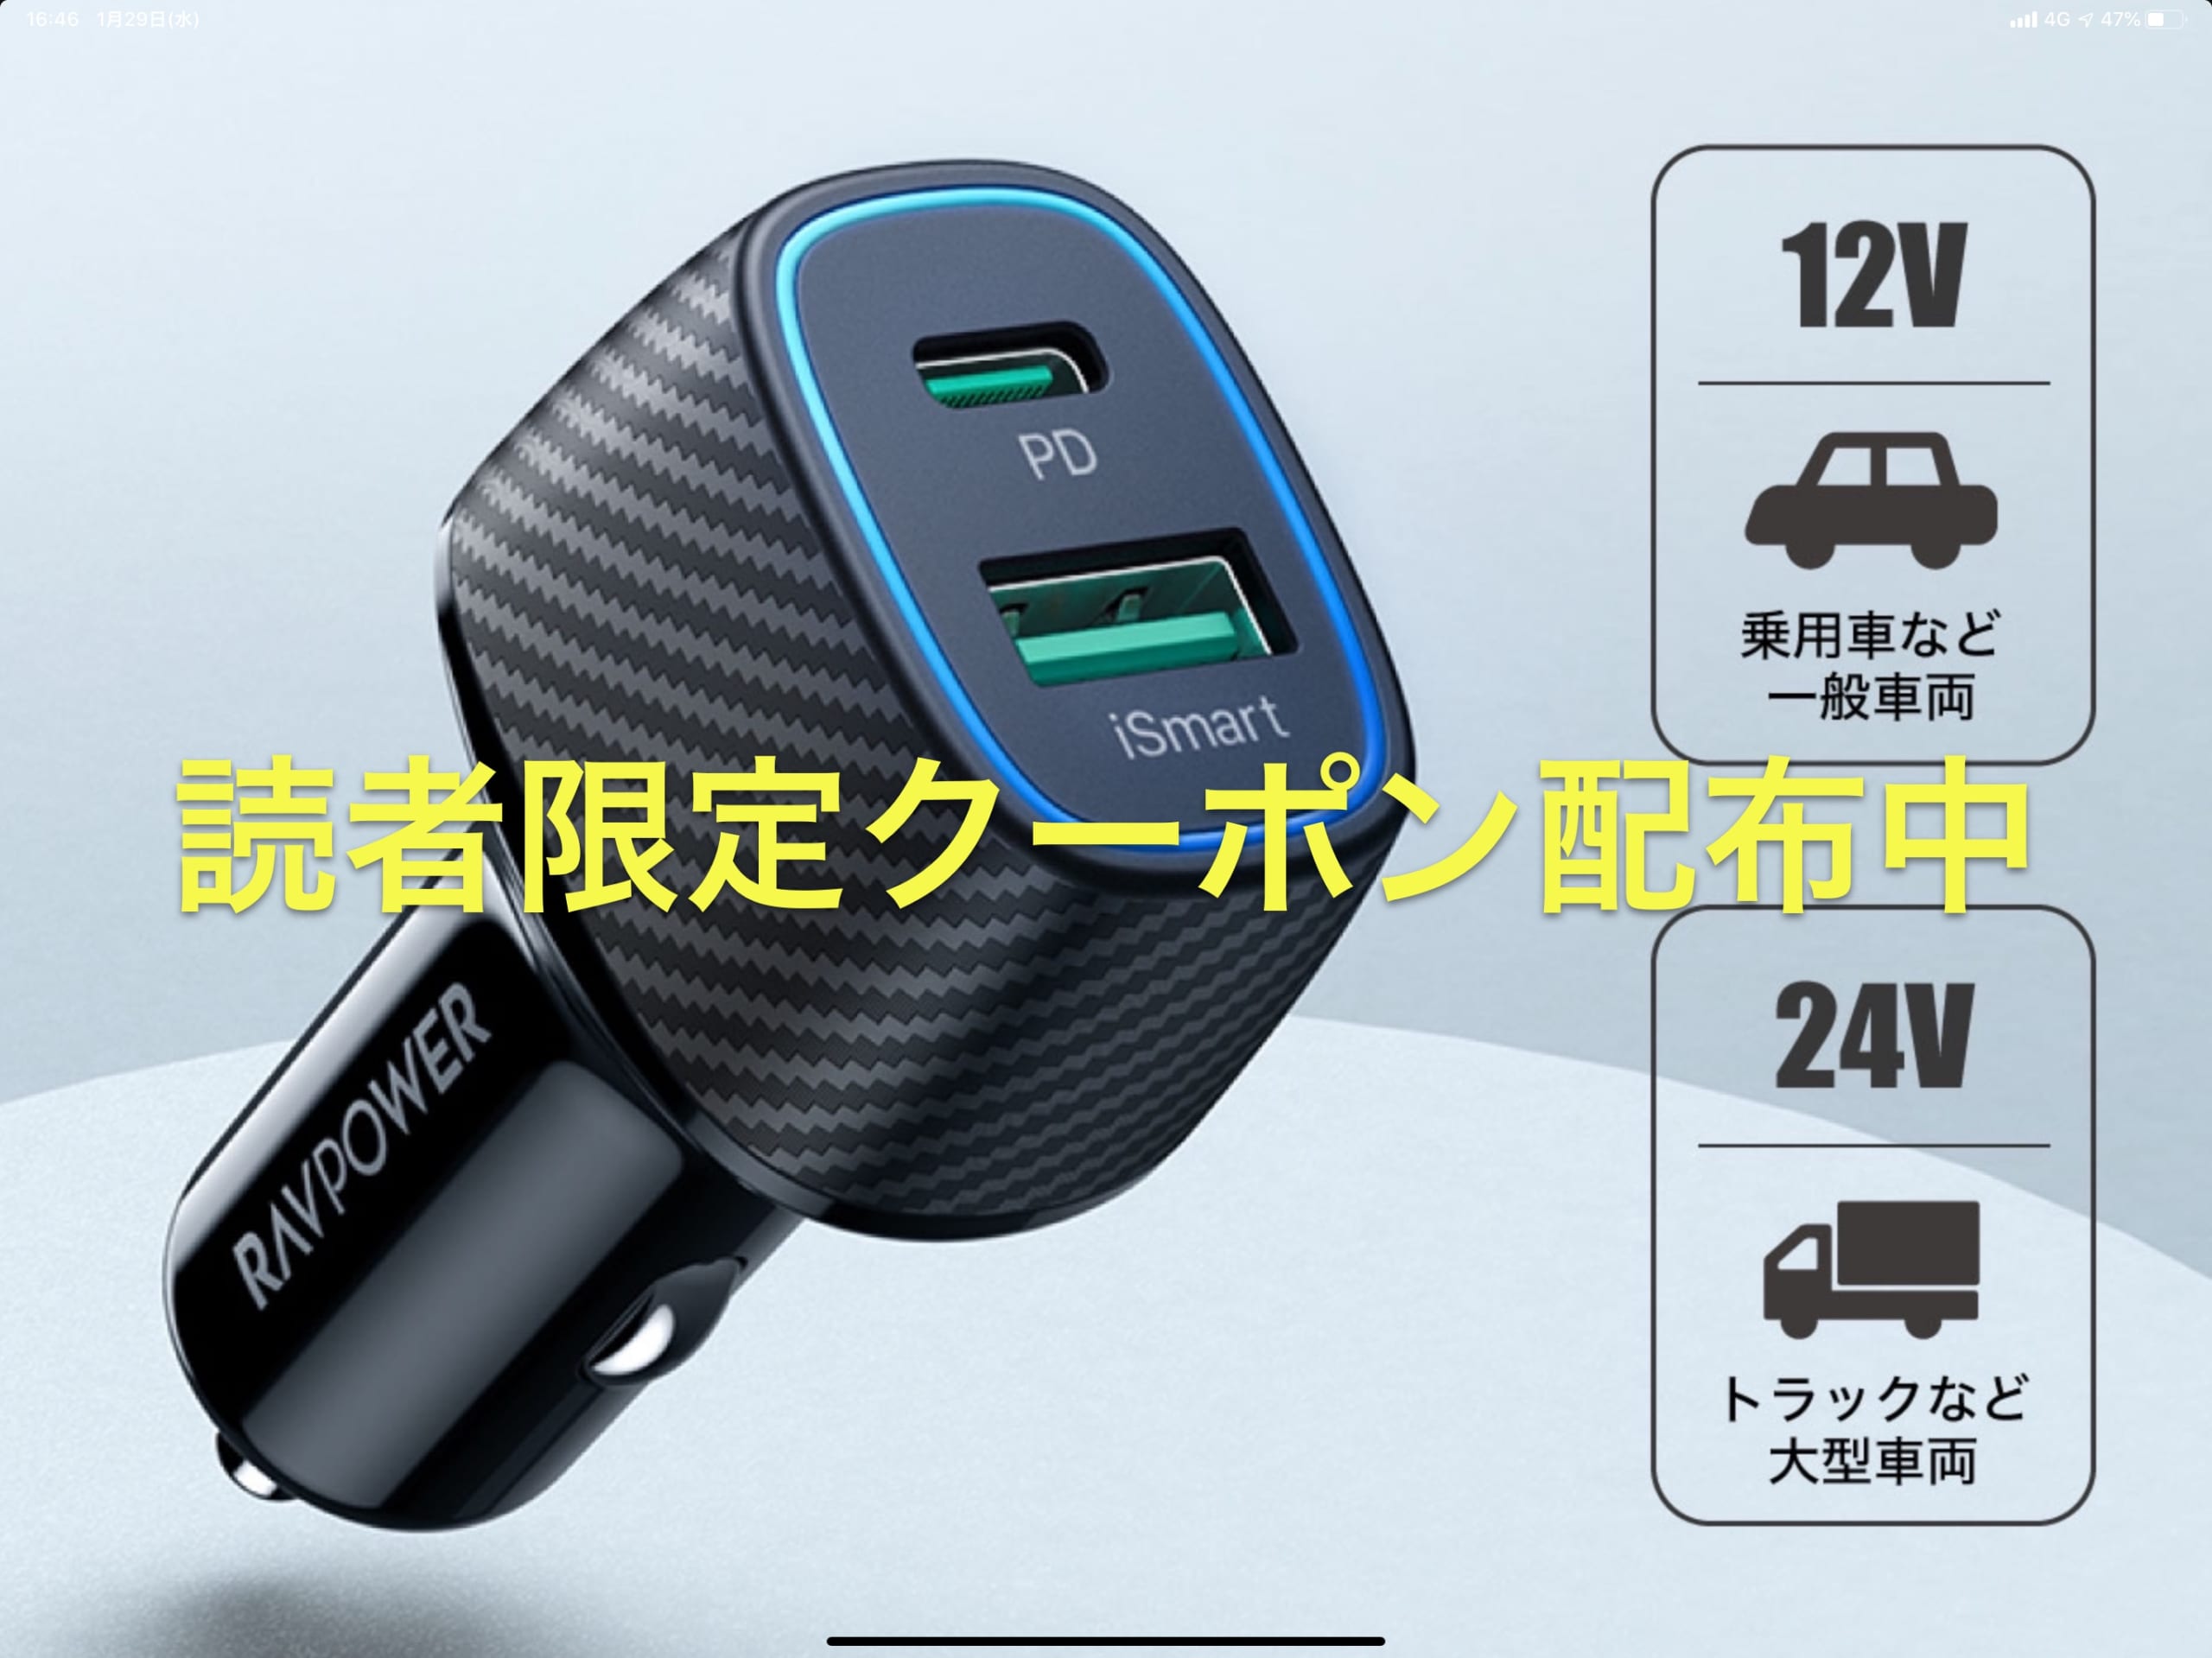 16:46 1月29日(水)
4G 47%
PD
iSmart
RAVPOWER
12V
乗用車など
一般車両
読者限定クーポン配布中
24V
トラックなど
大型車両